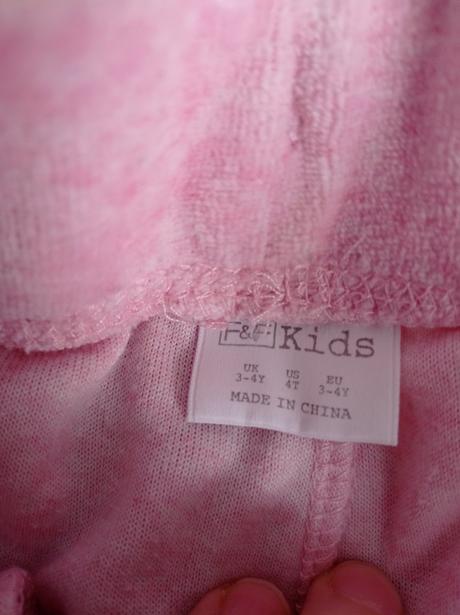 F&F Kids
UK US EU
3-4Y 4T 3-4Y
MADE IN CHINA